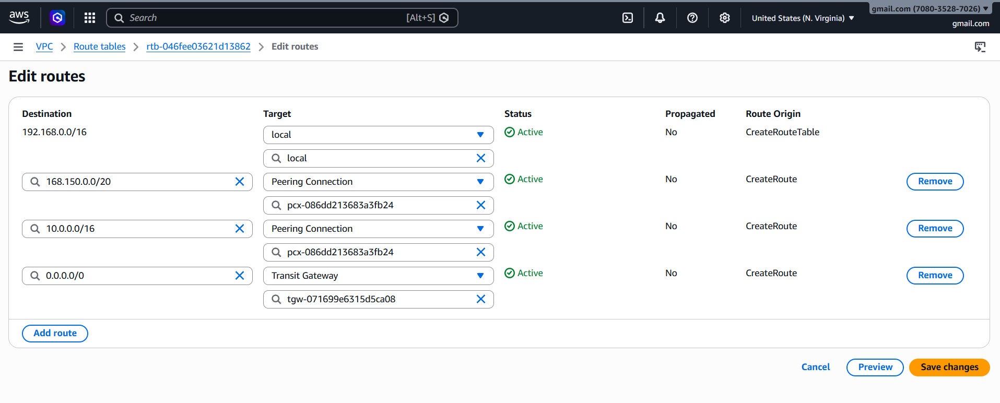 aws
Search [Alt+S]
United States (N. Virginia)
gmail.com (7080-3528-7026)
gmail.com
VPC
Route tables
rtb-046fee03621d13862
Edit routes
Edit routes
Destination Target Status Propagated Route Origin
192.168.0.0/16 local Active No CreateRouteTable
local
168.150.0.0/20 Peering Connection Active No CreateRoute Remove
pcx-086dd213683a3fb24
10.0.0.0/16 Peering Connection Active No CreateRoute Remove
pcx-086dd213683a3fb24
0.0.0.0/0 Transit Gateway Active No CreateRoute Remove
tgw-071699e6315d5ca08
Add route
Cancel Preview Save changes